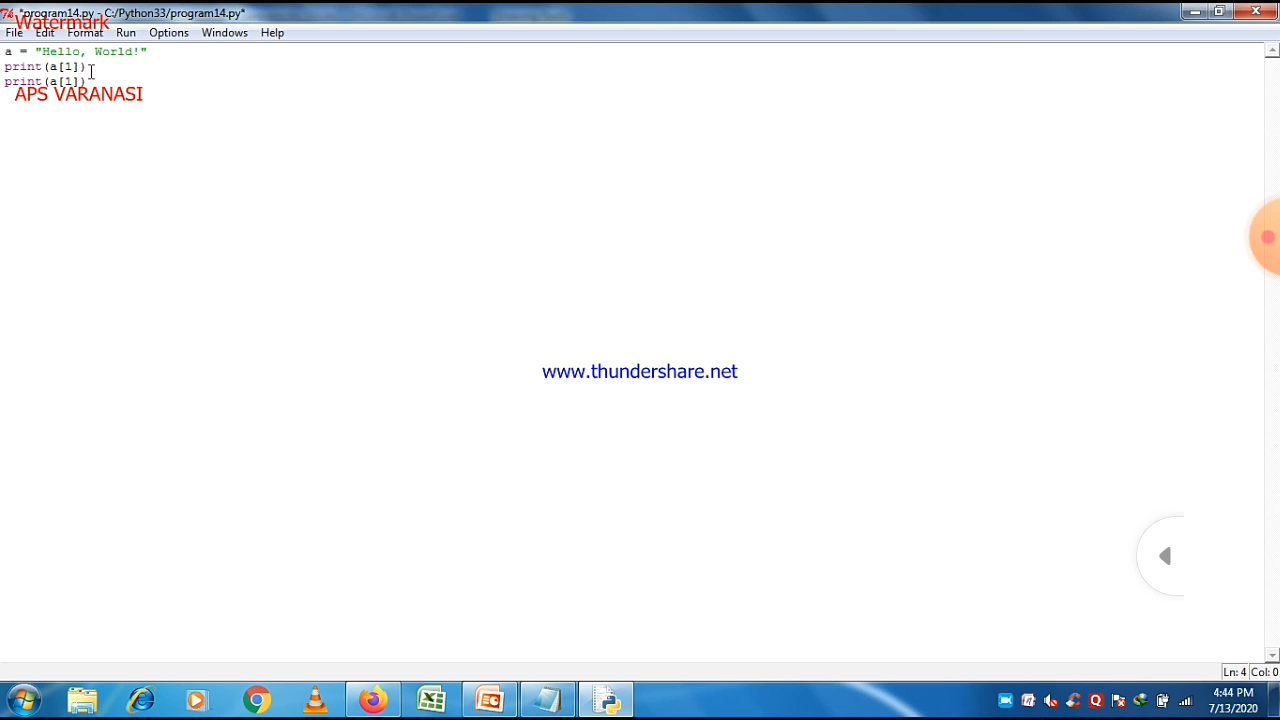 *program14.py - C:/Python33/program14.py*
Watermark
File Edit Format Run Options Windows Help
a = "Hello, World!"
print(a[1])
print(a[1])
APS VARANASI
www.thundershare.net
Ln: 4 Col: 0
4:44 PM
7/13/2020